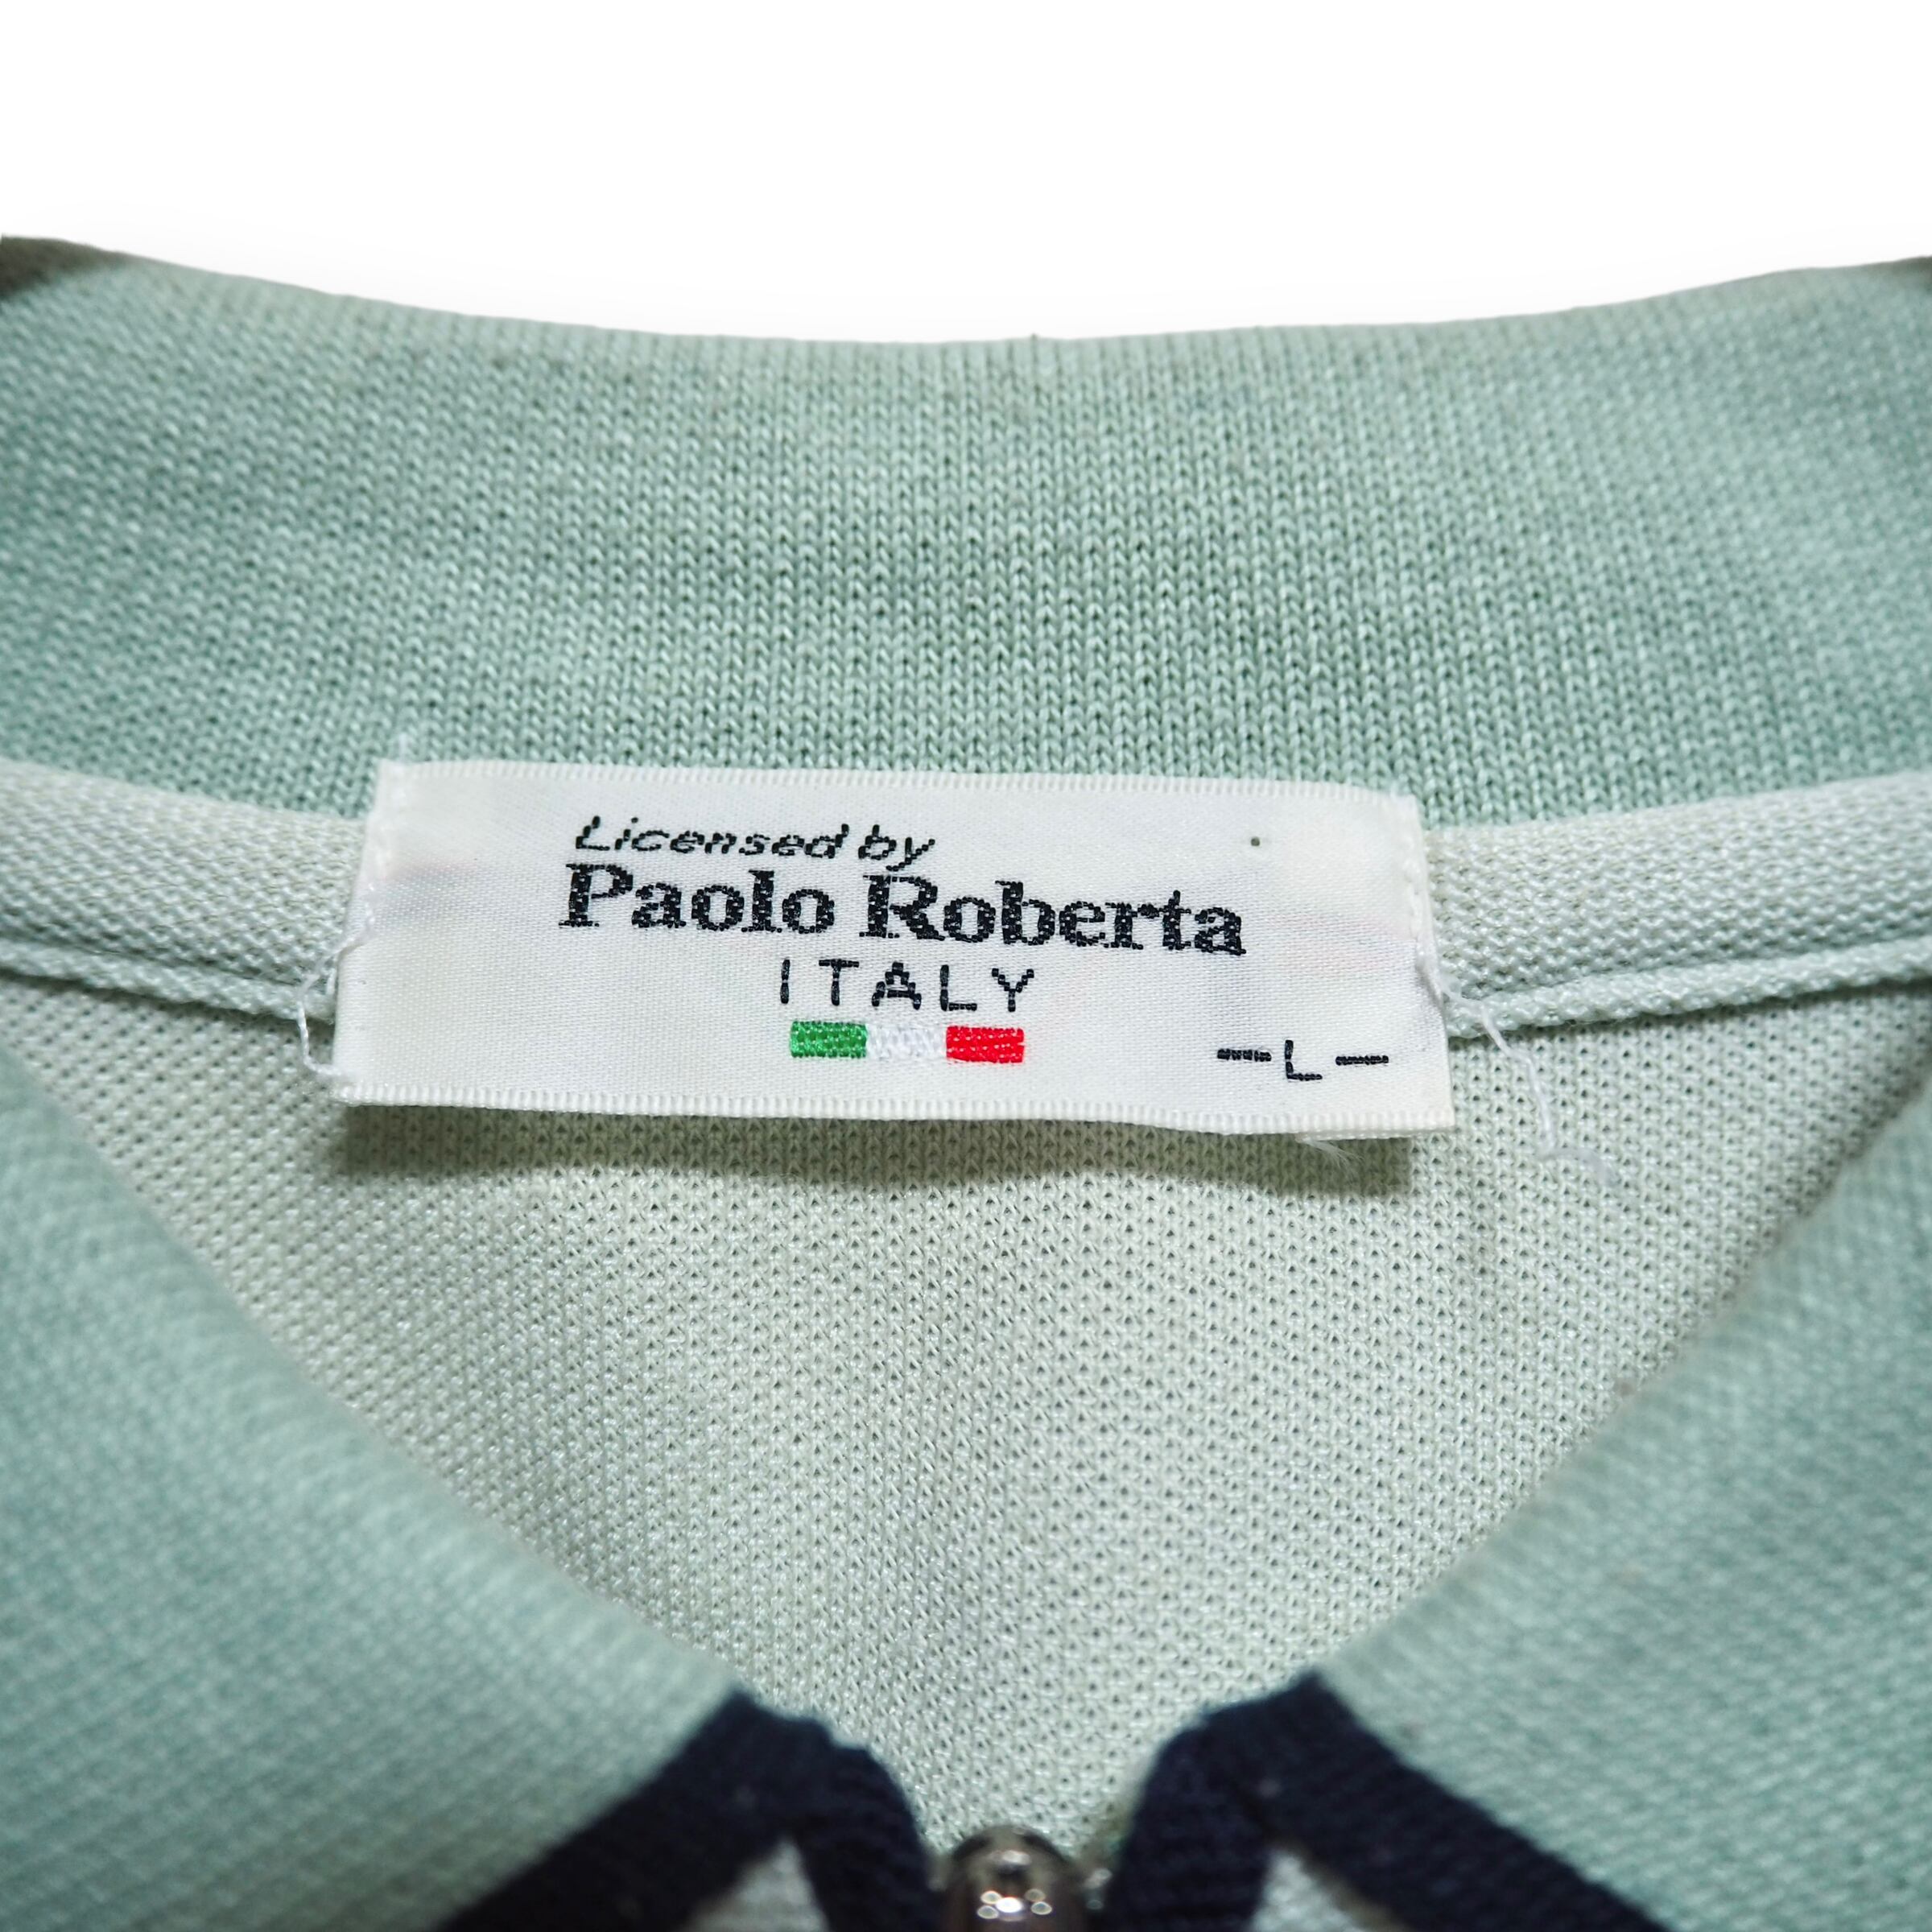 Licensed by
Paolo Roberta
ITALY
-L-